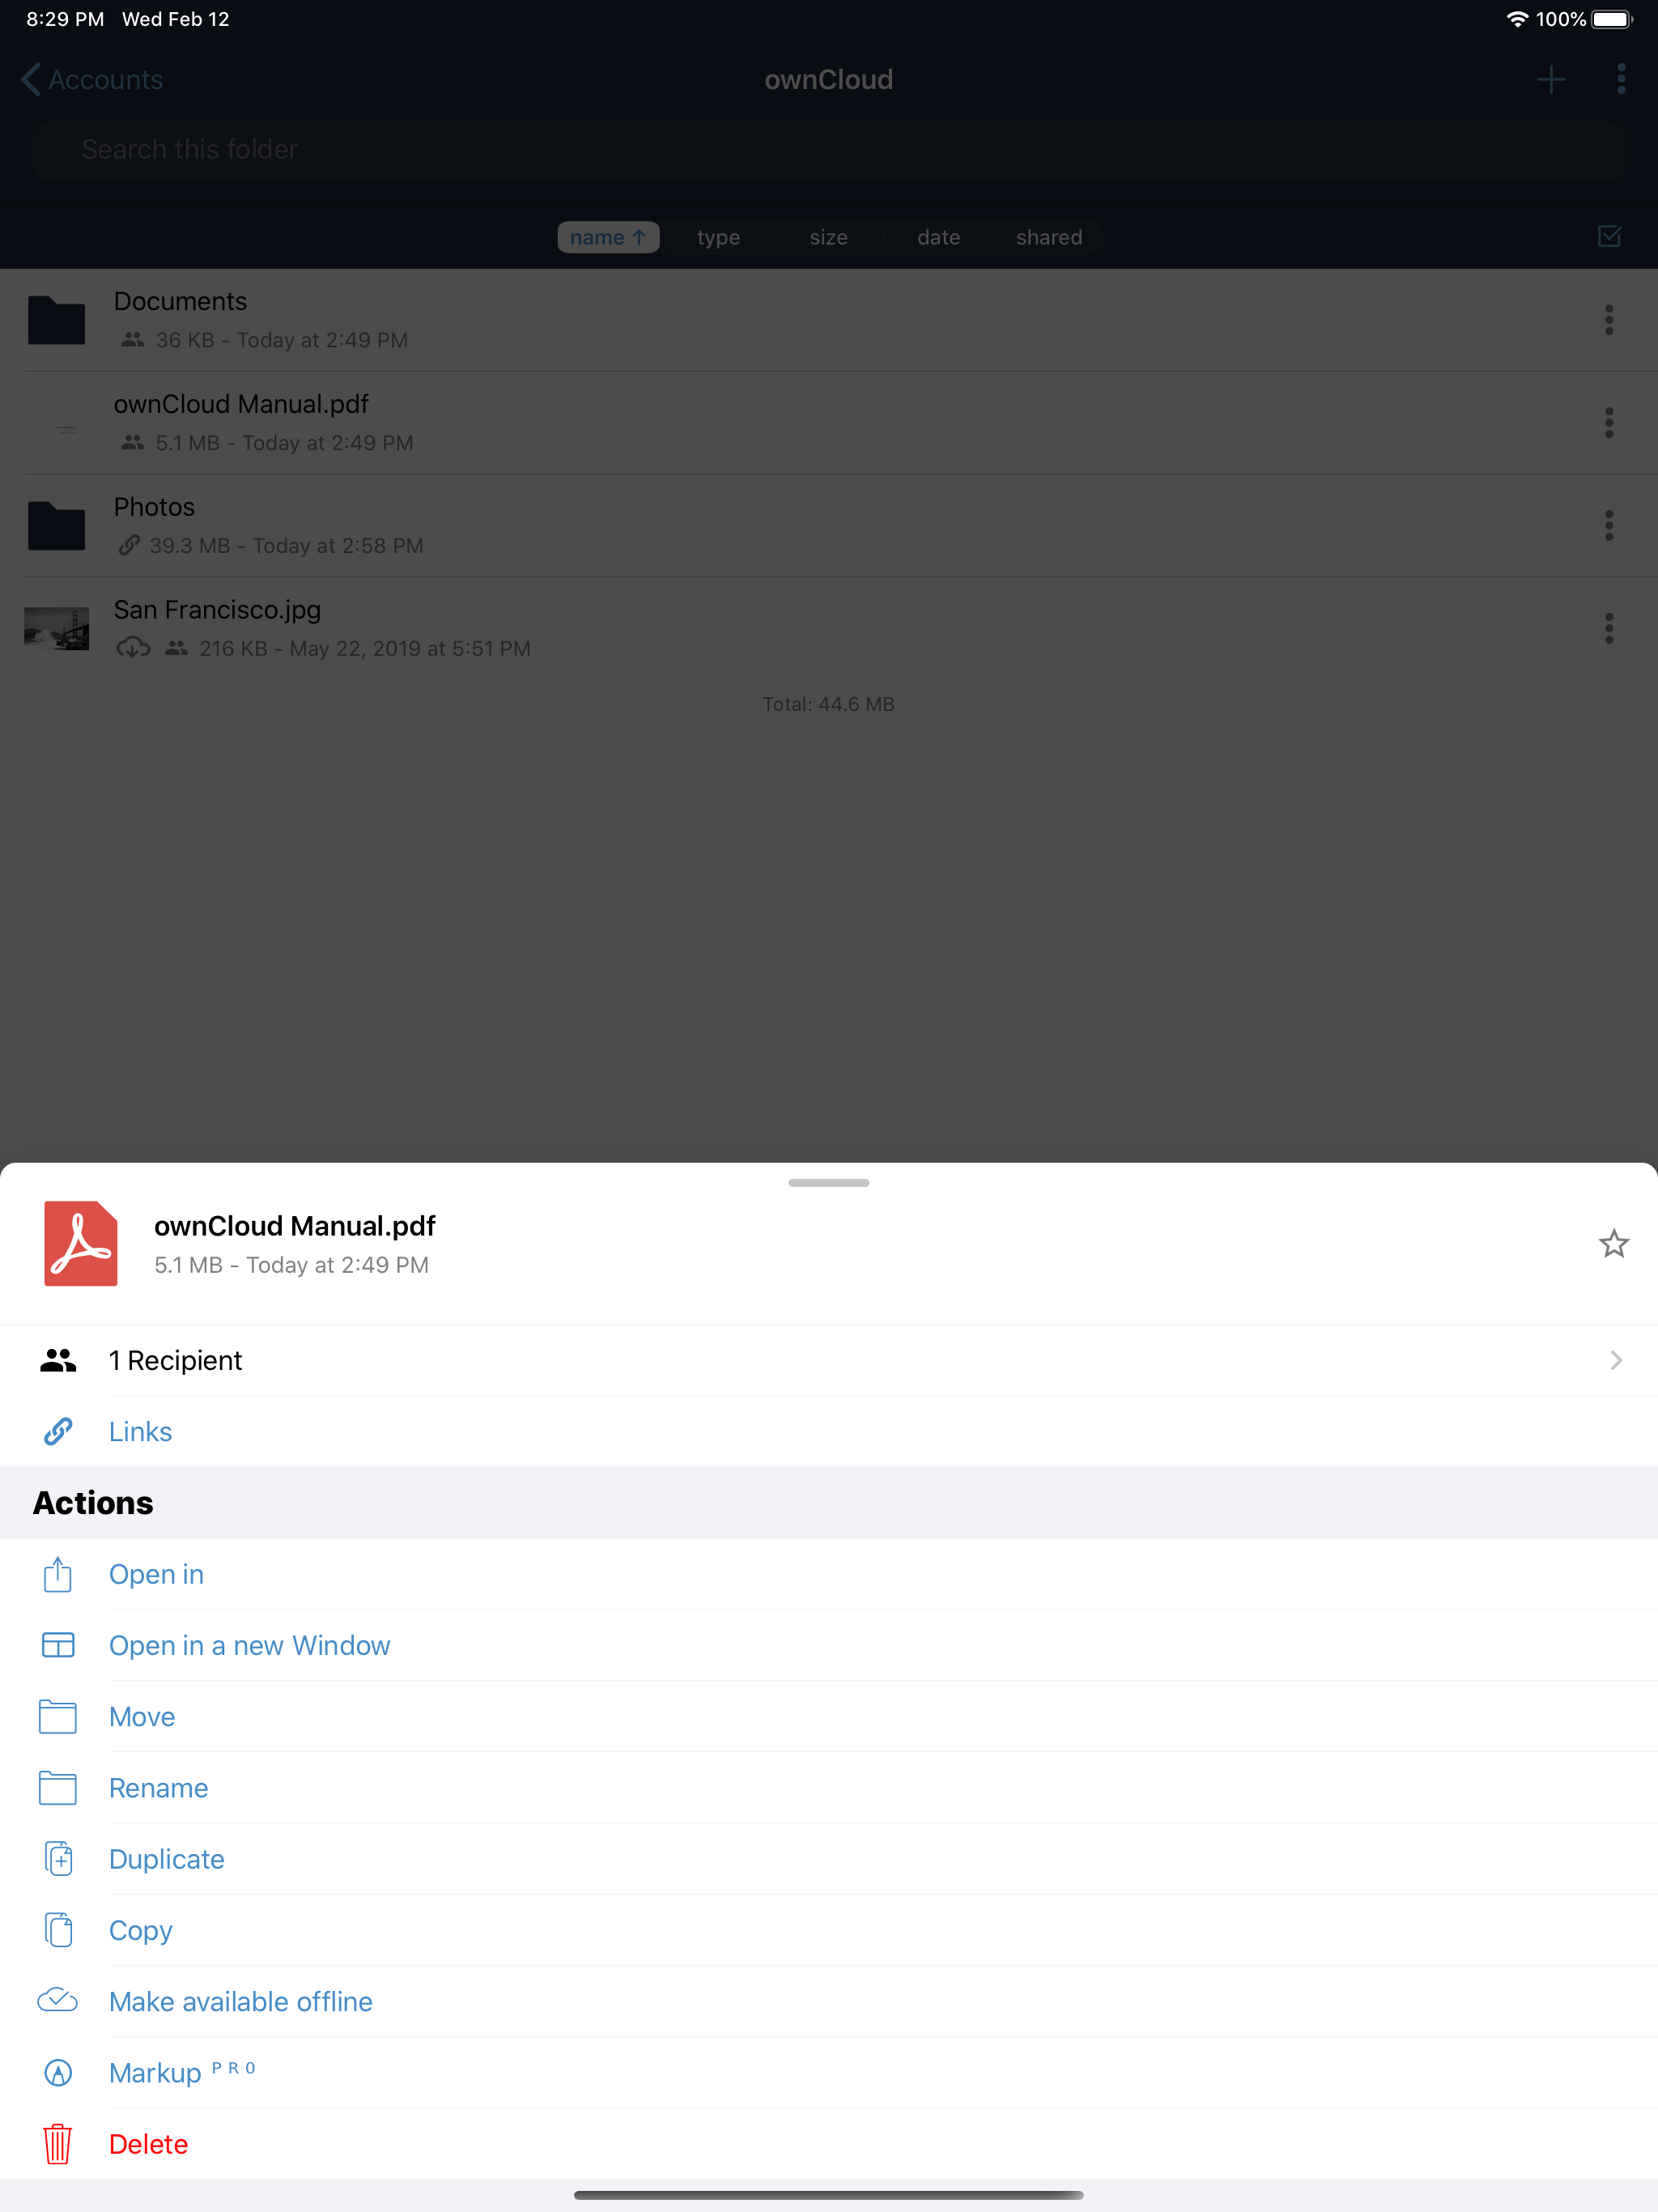 8:29 PM Wed Feb 12 100%
Accounts ownCloud
Search this folder
name ↑ type size date shared
Documents
36 KB - Today at 2:49 PM
ownCloud Manual.pdf
5.1 MB - Today at 2:49 PM
Photos
39.3 MB - Today at 2:58 PM
San Francisco.jpg
216 KB - May 22, 2019 at 5:51 PM
Total: 44.6 MB
ownCloud Manual.pdf
5.1 MB - Today at 2:49 PM
1 Recipient
Links
Actions
Open in
Open in a new Window
Move
Rename
Duplicate
Copy
Make available offline
Markup ᴾ ᴿ ᴼ
Delete